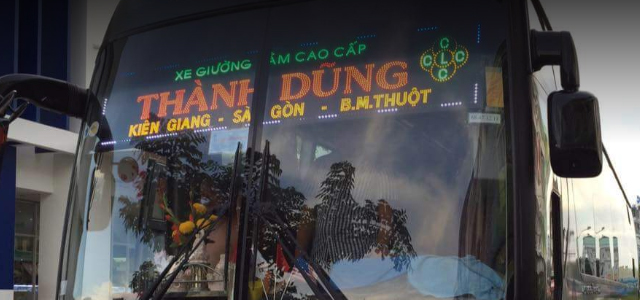 XE GIƯỜNG NẰM CAO CẤP
THÀNH DŨNG
KIÊN GIANG - SÀI GÒN - B.M.THUỘT
C
C L C
C